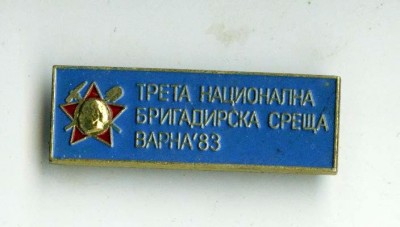 ТРЕТА НАЦИОНАЛНА
БРИГАДИРСКА СРЕЩА
ВАРНА'83